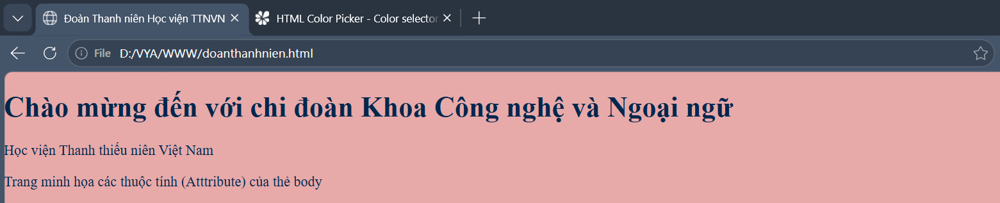 Đoàn Thanh niên Học viện TTNVN
HTML Color Picker - Color selector
File D:/VYA/WWW/doanthanhnien.html
Chào mừng đến với chi đoàn Khoa Công nghệ và Ngoại ngữ
Học viện Thanh thiếu niên Việt Nam
Trang minh họa các thuộc tính (Atttribute) của thẻ body